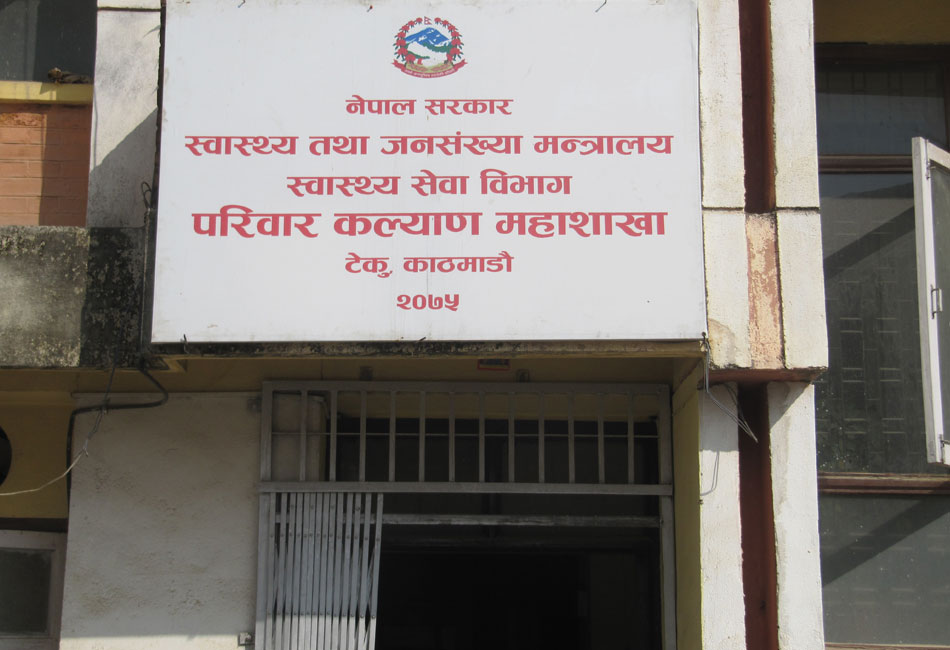 नेपाल सरकार
स्वास्थ्य तथा जनसंख्या मन्त्रालय
स्वास्थ्य सेवा विभाग
परिवार कल्याण महाशाखा
टेकु, काठमाडौ
२०७५